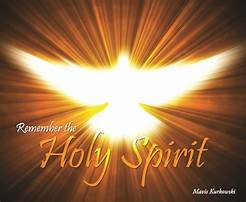 Remember the
Holy Spirit
Mavis Kurkowski